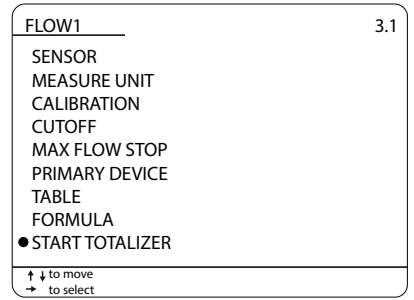 FLOW1 3.1
SENSOR
MEASURE UNIT
CALIBRATION
CUTOFF
MAX FLOW STOP
PRIMARY DEVICE
TABLE
FORMULA
● START TOTALIZER
↑ ↓ to move
→ to select